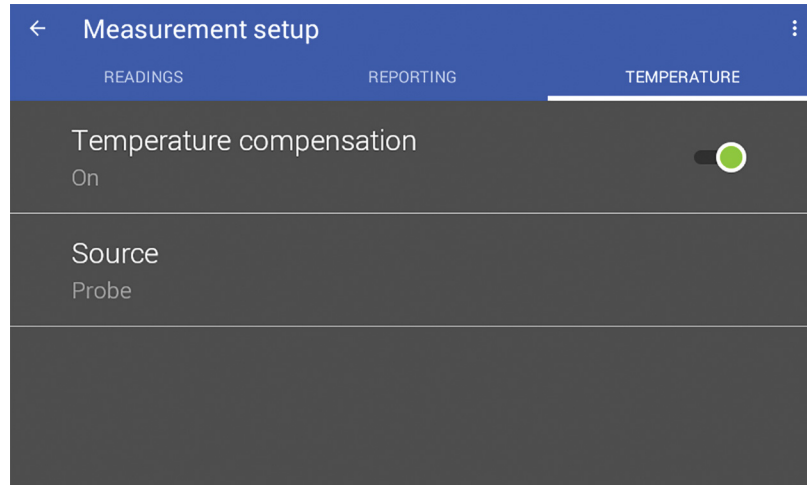 Measurement setup
READINGS REPORTING TEMPERATURE
Temperature compensation
On
Source
Probe